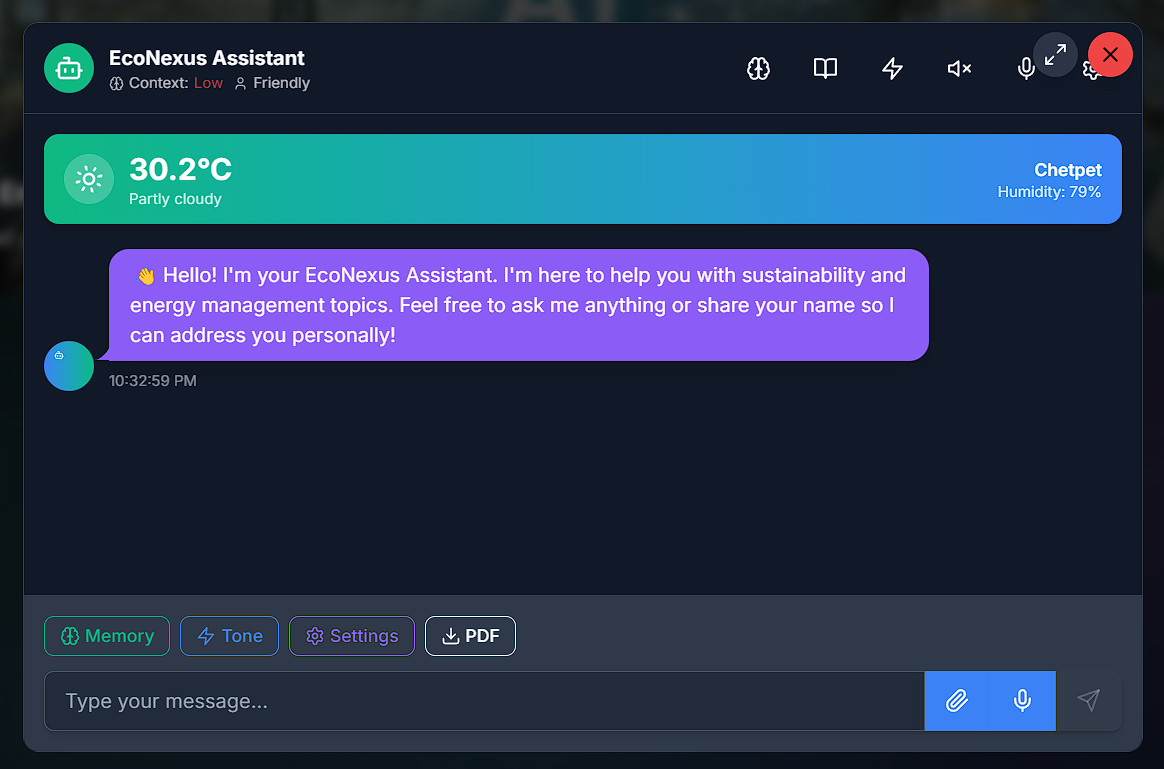 EcoNexus Assistant
Context: Low Friendly
30.2°C
Partly cloudy
Chetpet
Humidity: 79%
👋 Hello! I'm your EcoNexus Assistant. I'm here to help you with sustainability and
energy management topics. Feel free to ask me anything or share your name so I
can address you personally!
10:32:59 PM
Memory
Tone
Settings
PDF
Type your message...